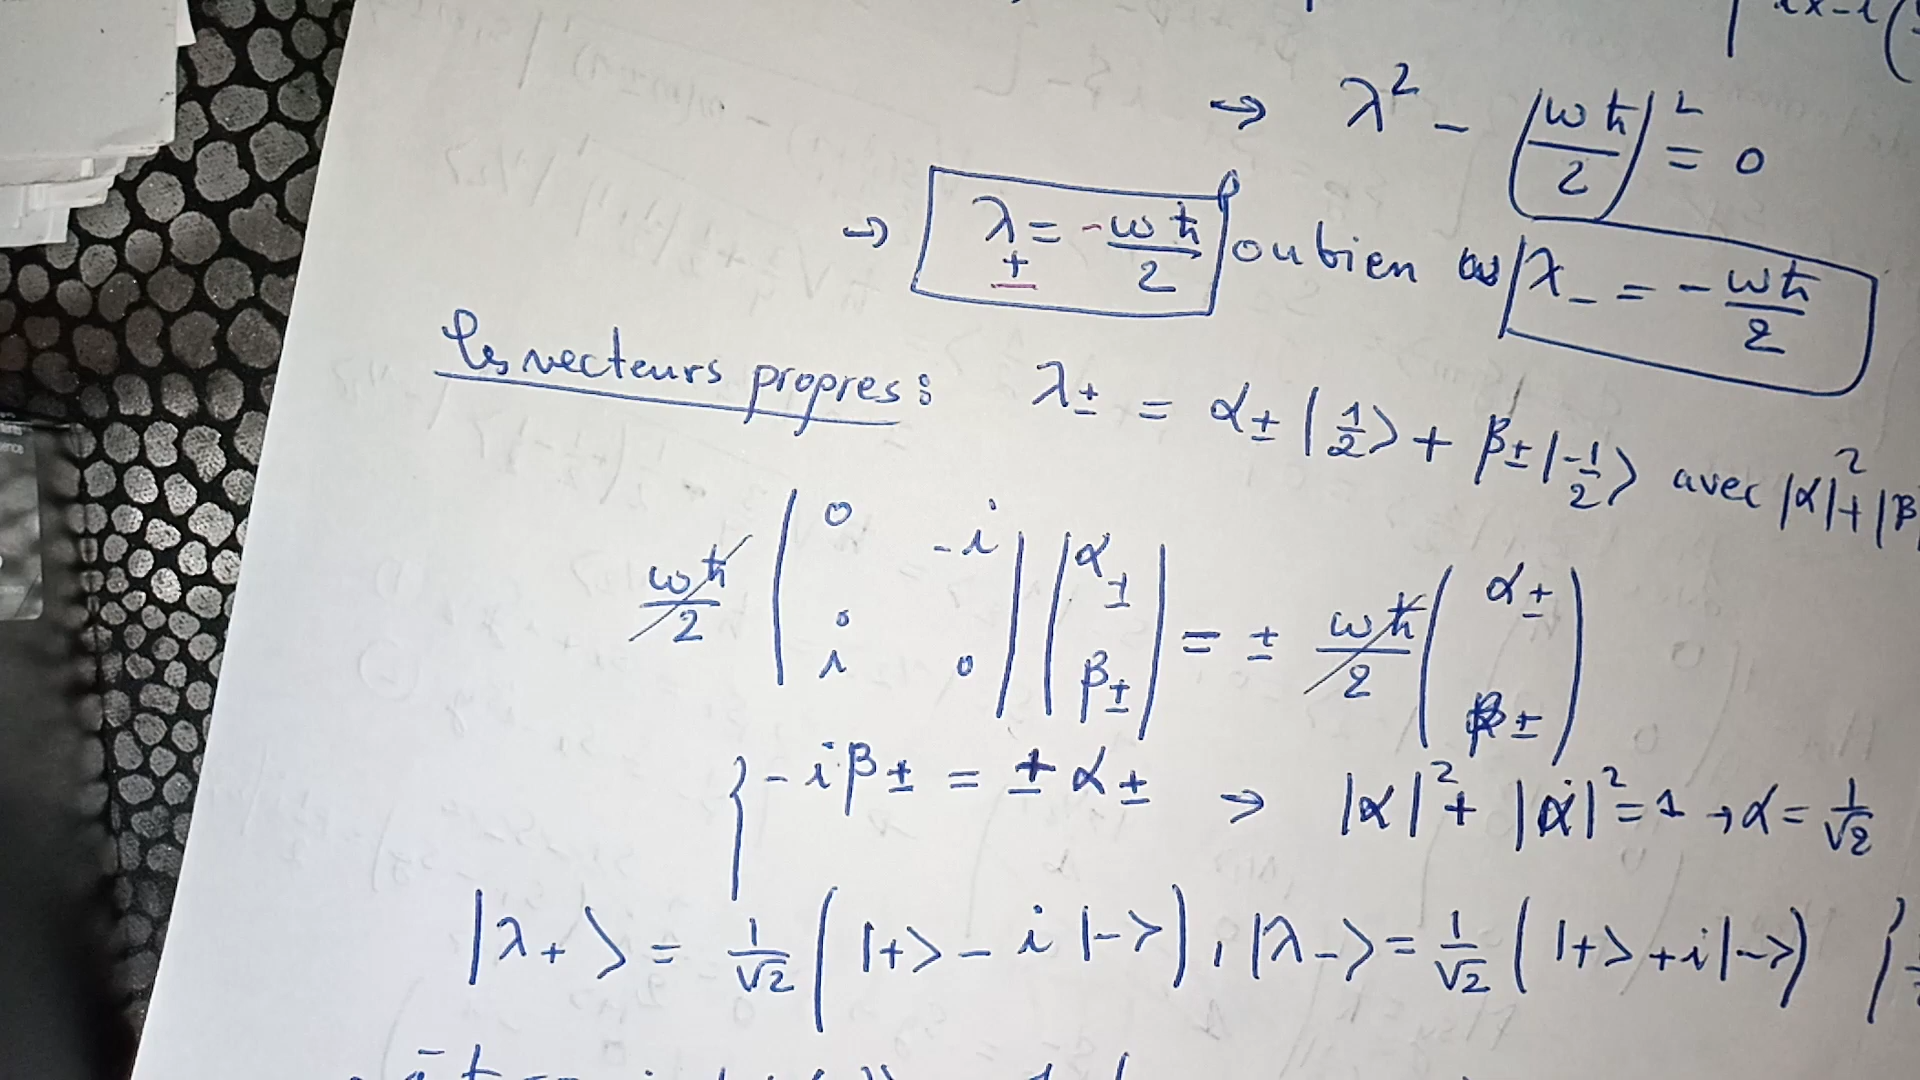 → λ² - (ωħ/2)² = 0
→ λ₊ = -ωħ/2 ou bien λ₋ = - ωħ/2
les vecteurs propres : λ± = α± |1/2⟩ + β± |-1/2⟩ avec |α|² + |β
ωħ/2 | 0 -i | | α± | = ± ωħ/2 ( α± )
| i 0 | | β± | ( β± )
{ - i β± = ± α± → |α|² + |α|² = 1 → α = 1/√2
|λ₊⟩ = 1/√2 ( |+⟩ - i |-⟩ ) , |λ₋⟩ = 1/√2 ( |+⟩ + i |-⟩ )